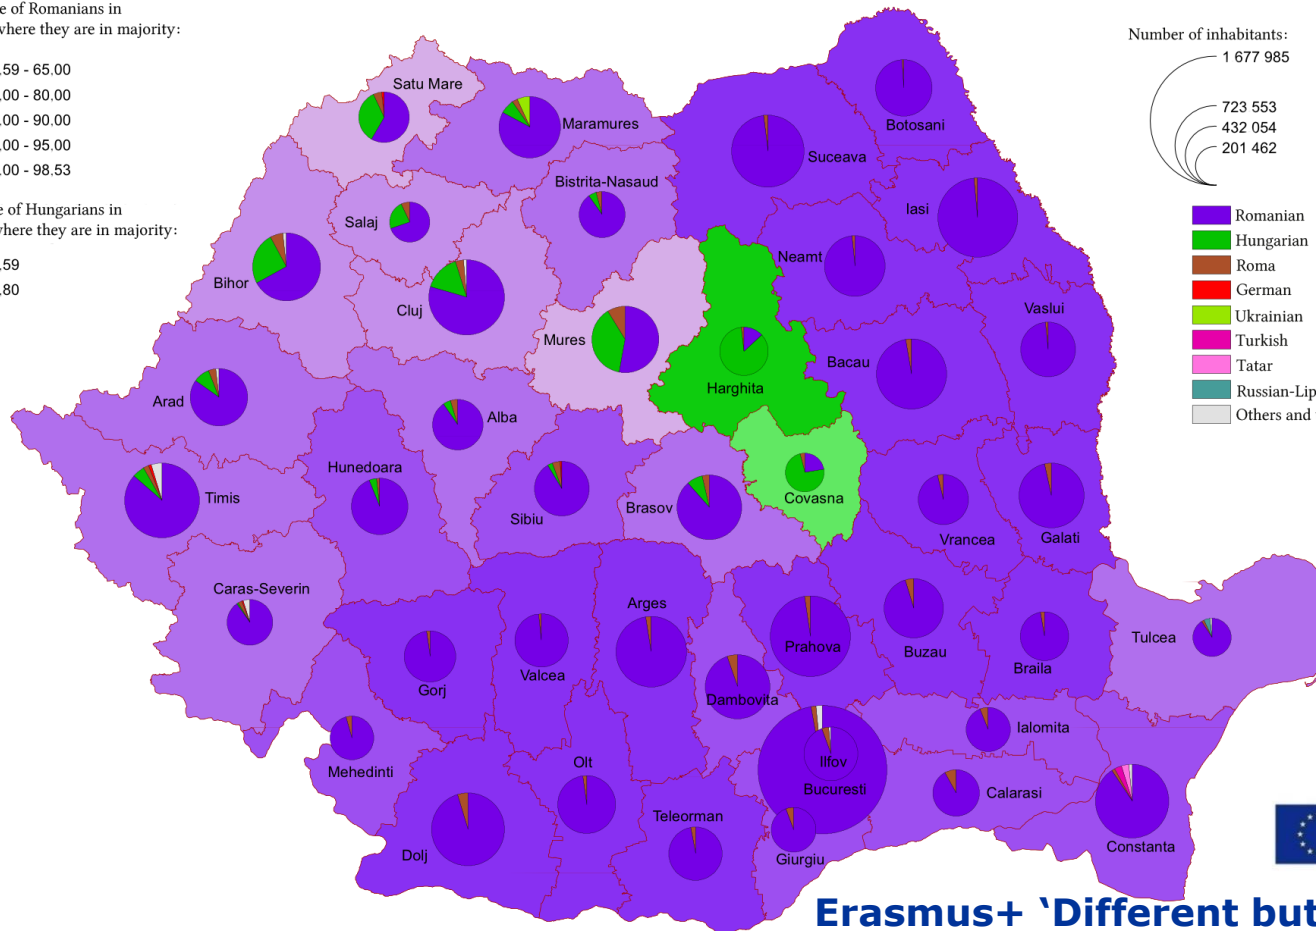 e of Romanians in
where they are in majority:
,59 - 65.00
,00 - 80.00
,00 - 90.00
,00 - 95.00
,00 - 98.53
e of Hungarians in
where they are in majority:
,59
,80
Number of inhabitants:
1 677 985
723 553
432 054
201 462
Romanian
Hungarian
Roma
German
Ukrainian
Turkish
Tatar
Russian-Lip
Others and
Satu Mare
Maramures
Botosani
Suceava
Bistrita-Nasaud
Salaj
Iasi
Neamt
Bihor
Cluj
Vaslui
Mures
Bacau
Harghita
Arad
Alba
Hunedoara
Timis
Covasna
Sibiu
Brasov
Vrancea
Galati
Caras-Severin
Arges
Tulcea
Prahova
Buzau
Braila
Valcea
Gorj
Dambovita
Ialomita
Mehedinti
Olt
Ilfov
Bucuresti
Calarasi
Teleorman
Constanta
Dolj
Giurgiu
Erasmus+ ‘Different but